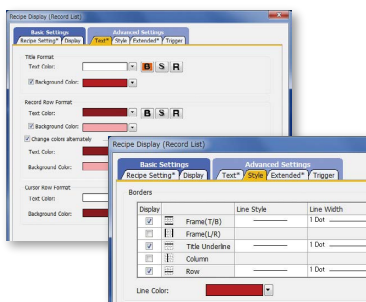 Recipe Display (Record List)
Basic Settings
Advanced Settings
Recipe Setting* Display Text* Style Extended* Trigger
Title Format
Text Color:
B S R
Background Color:
Record Row Format
Text Color:
B S R
Background Color:
Change colors alternately
Text Color:
Background Color:
Cursor Row Format
Text Color:
Background Color:
Recipe Display (Record List)
Basic Settings
Advanced Settings
Recipe Setting* Display Text* Style Extended* Trigger
Borders
Display Line Style Line Width
Frame(T/B) 1 Dot
Frame(L/R)
Title Underline 1 Dot
Column
Row 1 Dot
Line Color: